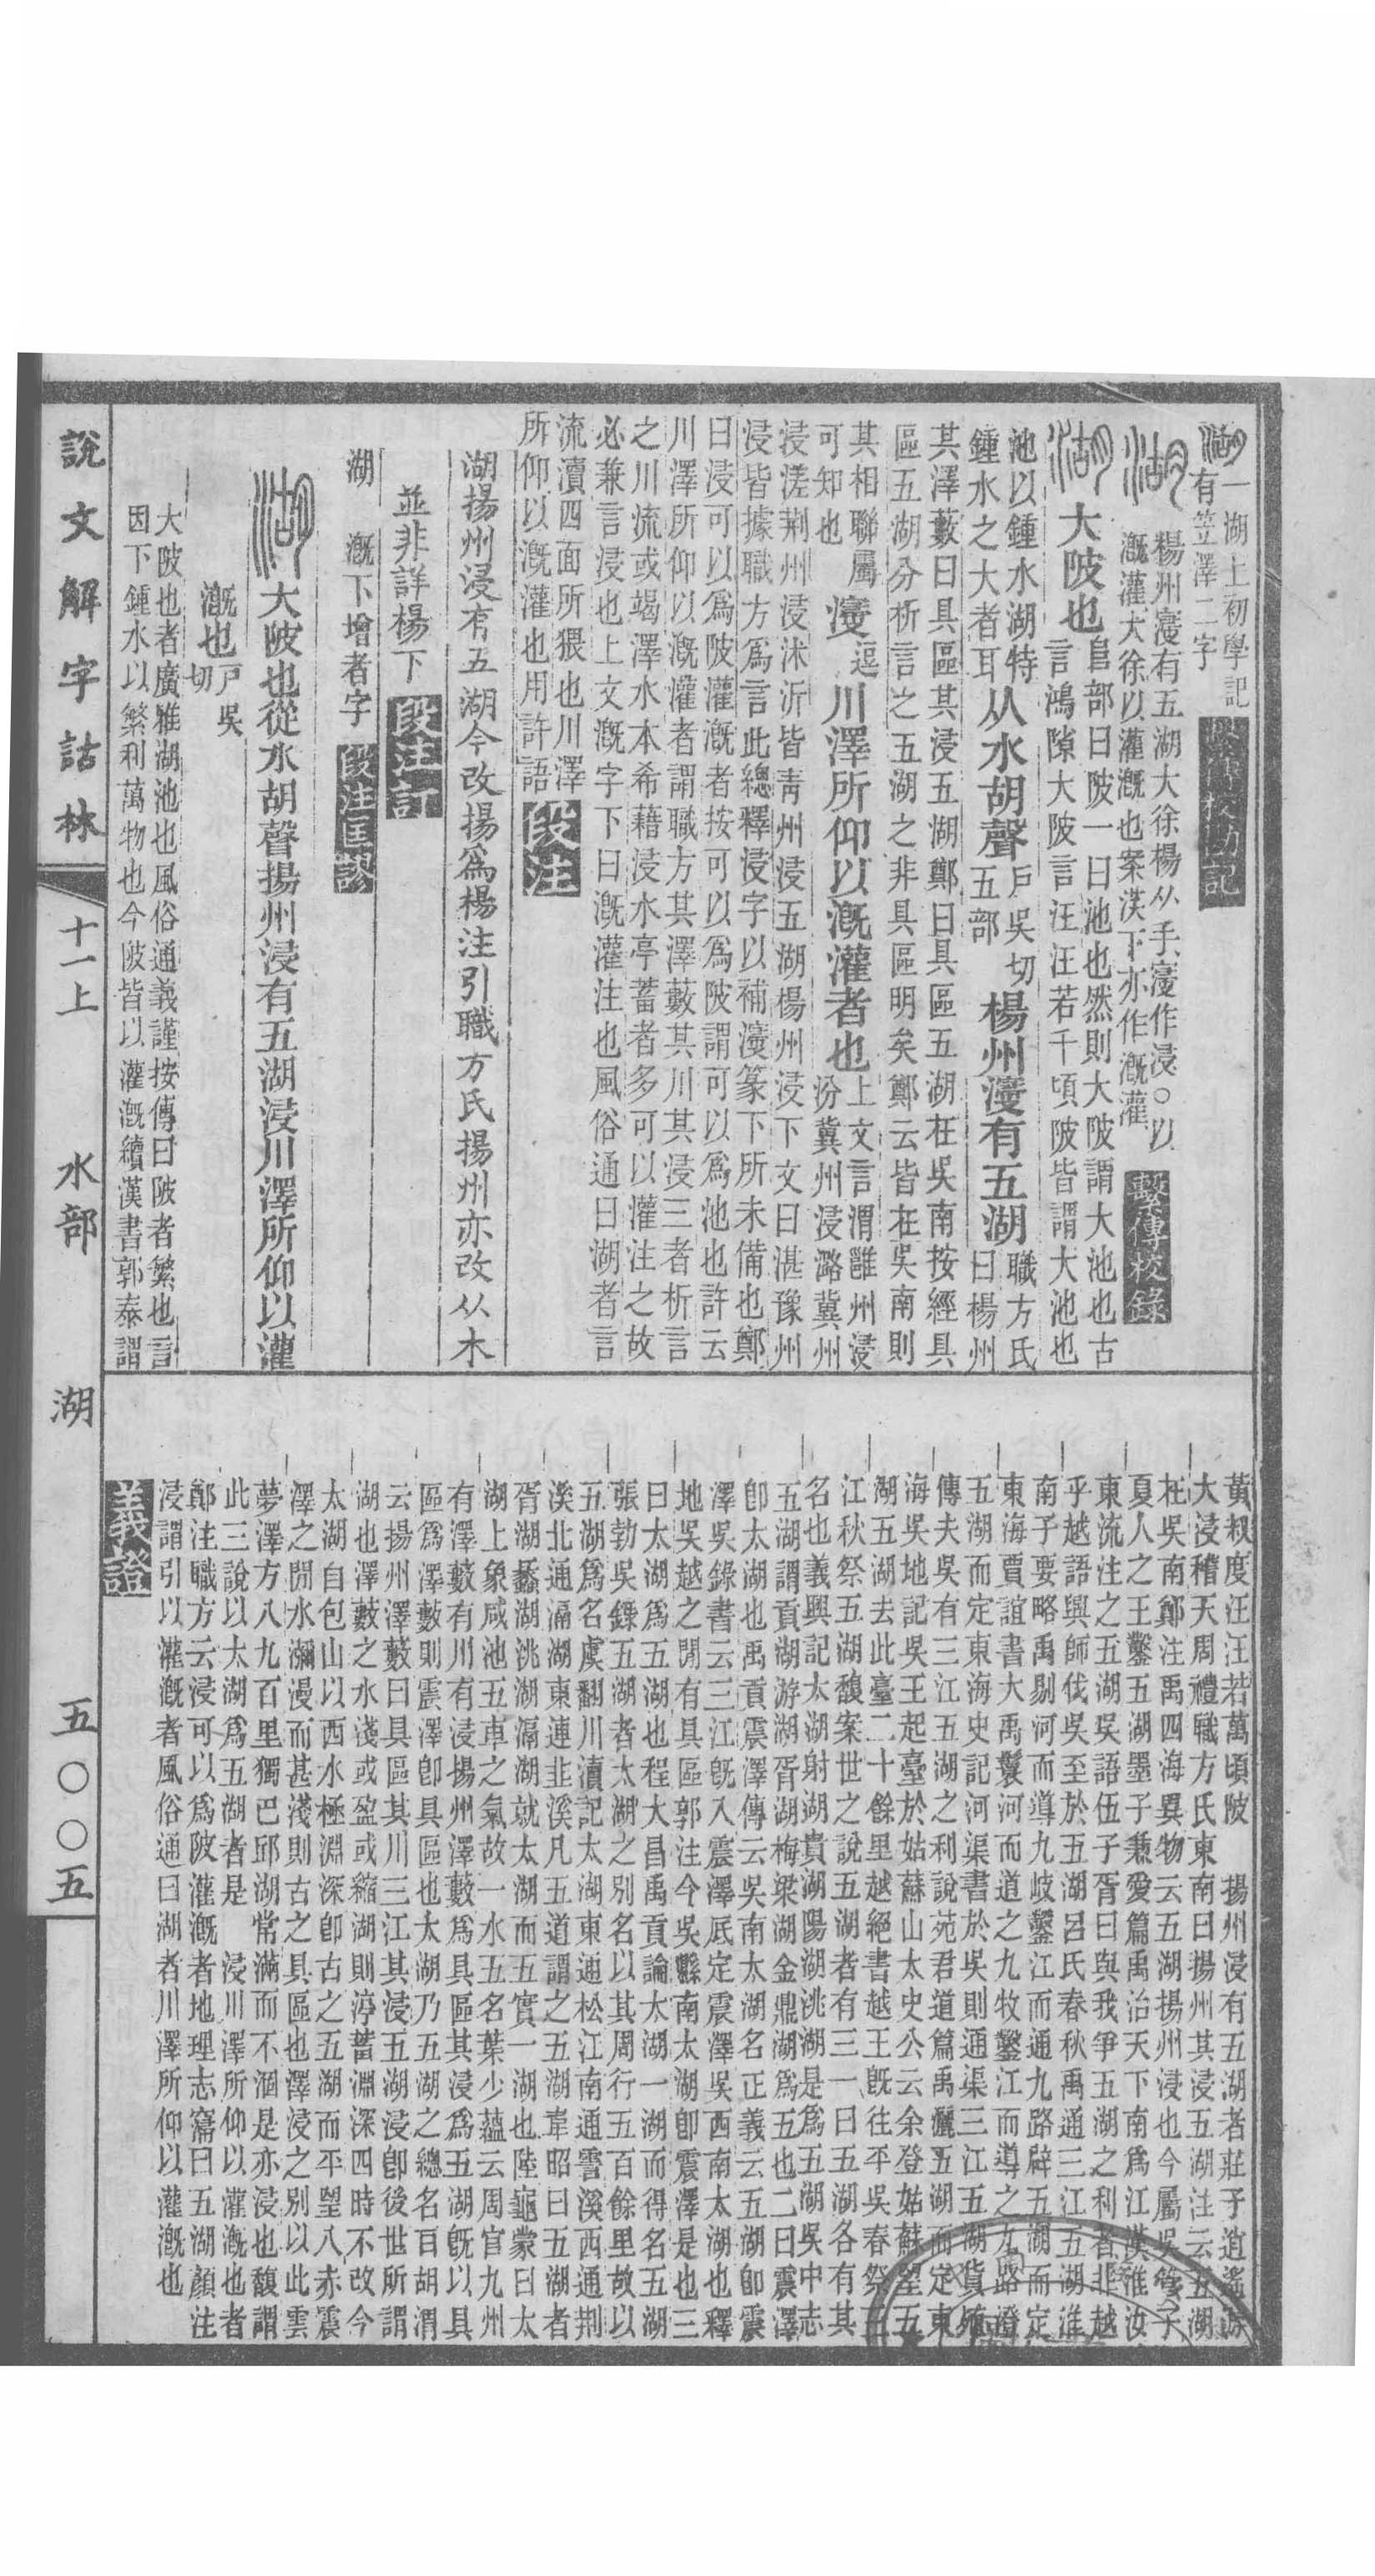 湖一湖上初學記
有笠澤二字
繫傳校勘記
湖楊州濅有五湖大徐楊从手濅作浸○以
漑灌大徐以灌漑也案渼下亦作漑灌
繫傳校錄
湖大陂也𨸏部曰陂一曰池也然則大陂謂大池也古
言鴻隙大陂言汪汪若千頃陂皆謂大池也
池以鍾水湖特
鍾水之大者耳
从水胡聲戶吳切
五部
楊州濅有五湖職方氏
曰楊州
其澤藪曰具區其浸五湖鄭曰具區五湖在吳南按經具
區五湖分析言之五湖之非具區明矣鄭云皆在吳南則
其相聯屬
可知也
濅逗川澤所仰以漑灌者也上文言渭雝州浸
汾冀州浸潞冀州
浸溠荆州浸沭沂皆青州浸五湖楊州浸下文曰湛豫州
浸皆據職方爲言此總釋浸字以補濅篆下所未備也鄭
曰浸可以爲陂灌漑者按可以爲陂謂可以爲池也許云
川澤所仰以漑灌者謂職方其澤藪其川其浸三者析言
之川流或竭澤水本希藉浸水亭蓄者多可以灌注之故
必兼言浸也上文漑字下曰漑灌注也風俗通曰湖者言
流瀆四面所猥也川澤
所仰以漑灌也用許語
段注
湖揚州浸有五湖今改揚爲楊注引職方氏揚州亦改从木
並非詳楊下
段注訂
湖 漑下增者字
段注匡謬
湖大陂也從水胡聲揚州浸有五湖浸川澤所仰以灌
漑也戶吳
切
大陂也者廣雅湖池也風俗通義謹按傳曰陂者繁也言
因下鍾水以繁利萬物也今陂皆以灌漑續漢書郭泰謂
黃叔度汪汪若萬頃陂 揚州浸有五湖者莊子逍遙游
大浸稽天周禮職方氏東南曰揚州其浸五湖注云五湖
在吳南鄭注禹四海異物云五湖揚州浸也今屬吳管子
夏人之王鑿五湖墨子兼愛篇禹治天下南爲江漢淮汝
東流注之五湖吳語伍子胥曰與我爭五湖之利者非越
乎越語與師伐吳至於五湖呂氏春秋禹通三江五湖淮
南子要略禹剔河而導九岐鑿江而通九路辟五湖而定
東海賈誼書大禹鬟河而道之九牧鑿江而導之九路澄
五湖而定東海史記河渠書於吳則通渠三江五湖貨殖
傳夫吳有三江五湖之利說苑君道篇禹灑五湖而定東
海吳地記吳王起臺於姑蘇山太史公云余登姑蘇望五
湖五湖去此臺二十餘里越絕書越王旣往平吳春祭三
江秋祭五湖馥案世之說五湖者有三一曰五湖各有其
名也義興記太湖射湖貴湖陽湖洮湖是爲五湖吳中志
五湖謂貢湖游湖胥湖梅梁湖金鼎湖爲五也二曰震澤
卽太湖也禹貢震澤傳云吳南太湖名正義云五湖卽震
澤吳錄書云三江旣入震澤底定震澤吳西南太湖也釋
地吳越之閒有具區郭注今吳縣南太湖卽震澤是也三
曰太湖爲五湖也程大昌禹貢論太湖一湖而得名五湖
張勃吳錄五湖者太湖之別名以其周行五百餘里故以
五湖爲名虞翻川瀆記太湖東通松江南通霅溪西通荆
溪北通滆湖東連韭溪凡五道謂之五湖韋昭曰五湖者
胥湖蠡湖洮湖滆湖就太湖而五實一湖也陸龜蒙曰太
湖上象咸池五車之氣故一水五名葉少蘊云周官九州
有澤藪有川有浸揚州澤藪爲具區其浸爲五湖旣以具
區爲澤藪則震澤卽具區也太湖乃五湖之總名百胡渭
云揚州澤藪曰具區其川三江其浸五湖浸卽後世所謂
湖也澤藪之水淺或盈或縮湖則渟蓄淵深四時不改今
太湖自包山以西水極淵深卽古之五湖而平望八赤震
澤之閒水瀰漫而甚淺則古之具區也澤浸之別以此雲
夢澤方八九百里獨巴邱湖常滿而不涸是亦浸也馥謂
此三說以太湖爲五湖者是 浸川澤所仰以灌漑也者
鄭注職方云浸可以爲陂灌漑者地理志寖曰五湖顏注
浸謂引以灌漑者風俗通曰湖者川澤所仰以灌漑也
義證
說文解字詁林 十一上 水部 湖 五〇〇五